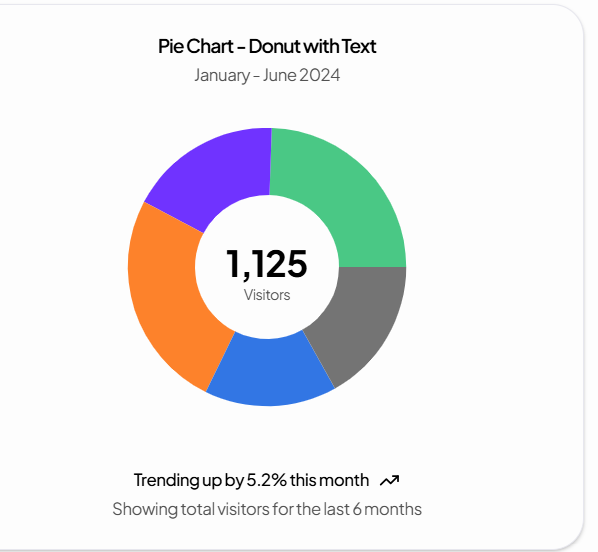 Pie Chart - Donut with Text
January - June 2024
1,125
Visitors
Trending up by 5.2% this month
Showing total visitors for the last 6 months